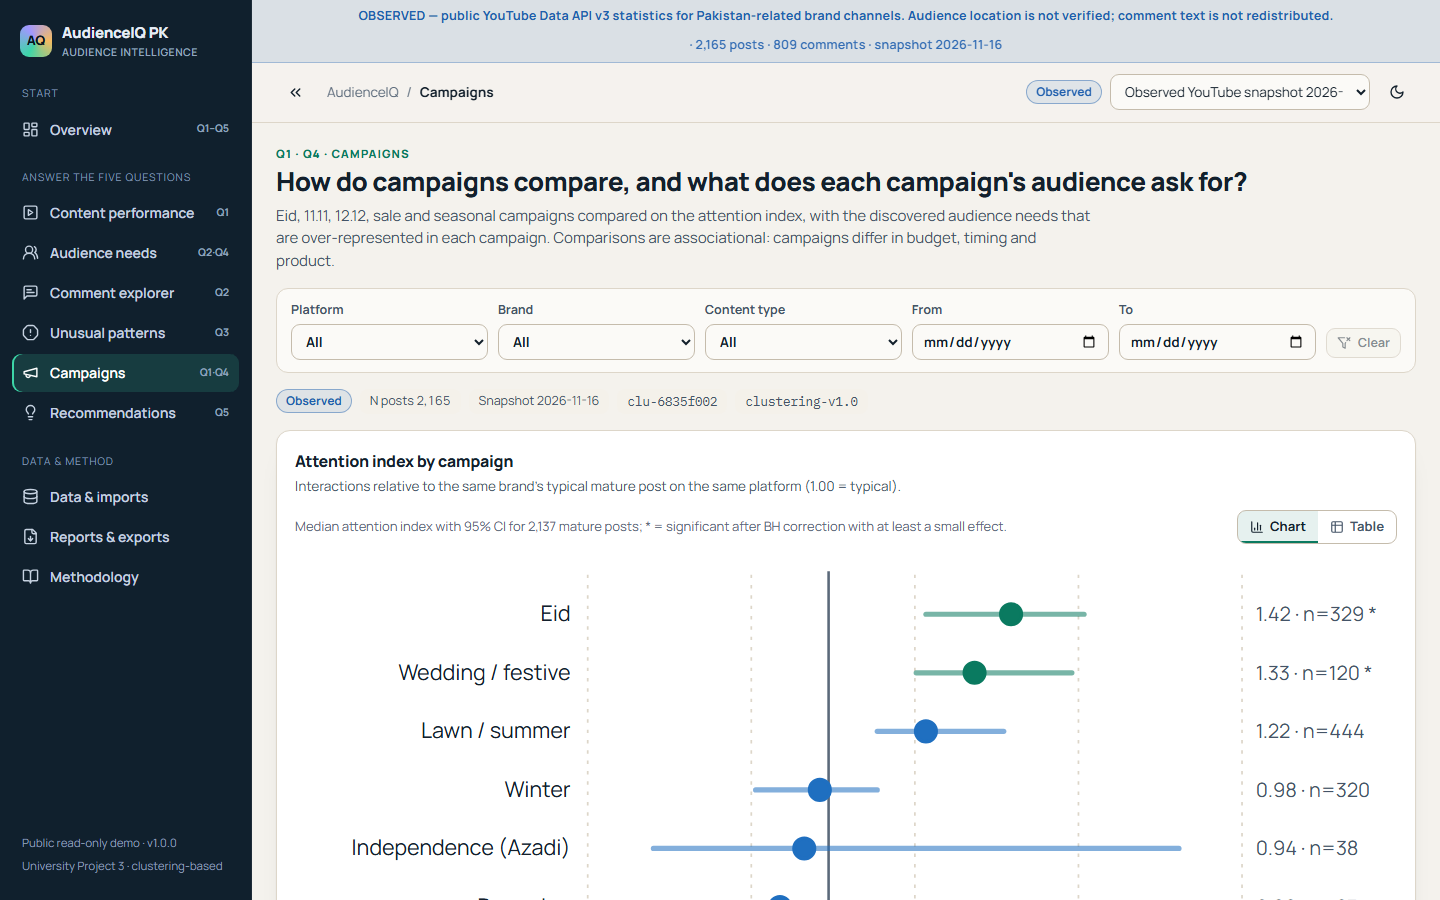 AQ
AudienceIQ PK
AUDIENCE INTELLIGENCE
START
Overview Q1–Q5
ANSWER THE FIVE QUESTIONS
Content performance Q1
Audience needs Q2·Q4
Comment explorer Q2
Unusual patterns Q3
Campaigns Q1·Q4
Recommendations Q5
DATA & METHOD
Data & imports
Reports & exports
Methodology
Public read-only demo · v1.0.0
University Project 3 · clustering-based
OBSERVED — public YouTube Data API v3 statistics for Pakistan-related brand channels. Audience location is not verified; comment text is not redistributed.
· 2,165 posts · 809 comments · snapshot 2026-11-16
AudienceIQ / Campaigns
Observed
Observed YouTube snapshot 2026-
Q1 · Q4 · CAMPAIGNS
How do campaigns compare, and what does each campaign's audience ask for?
Eid, 11.11, 12.12, sale and seasonal campaigns compared on the attention index, with the discovered audience needs that
are over-represented in each campaign. Comparisons are associational: campaigns differ in budget, timing and
product.
Platform Brand Content type From To
All All All mm/dd/yyyy mm/dd/yyyy Clear
Observed N posts 2,165 Snapshot 2026-11-16 clu-6835f002 clustering-v1.0
Attention index by campaign
Interactions relative to the same brand's typical mature post on the same platform (1.00 = typical).
Median attention index with 95% CI for 2,137 mature posts; * = significant after BH correction with at least a small effect.
Chart Table
Eid 1.42 · n=329 *
Wedding / festive 1.33 · n=120 *
Lawn / summer 1.22 · n=444
Winter 0.98 · n=320
Independence (Azadi) 0.94 · n=38